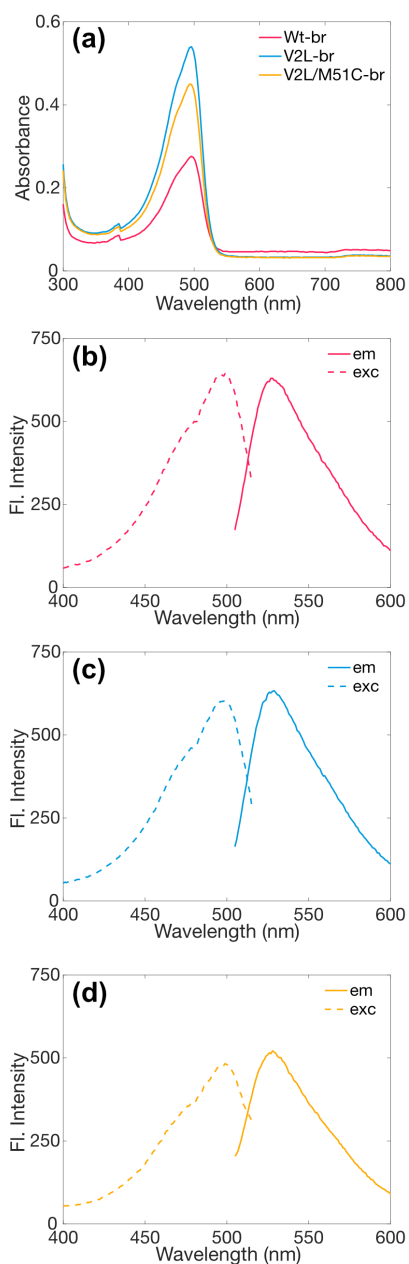 (a)
Wt-br
V2L-br
V2L/M51C-br
Absorbance
0.6
0.4
0.2
0
300 400 500 600 700 800
Wavelength (nm)
(b)
em
exc
Fl. Intensity
750
500
250
0
400 450 500 550 600
Wavelength (nm)
(c)
em
exc
Fl. Intensity
750
500
250
0
400 450 500 550 600
Wavelength (nm)
(d)
em
exc
Fl. Intensity
750
500
250
0
400 450 500 550 600
Wavelength (nm)